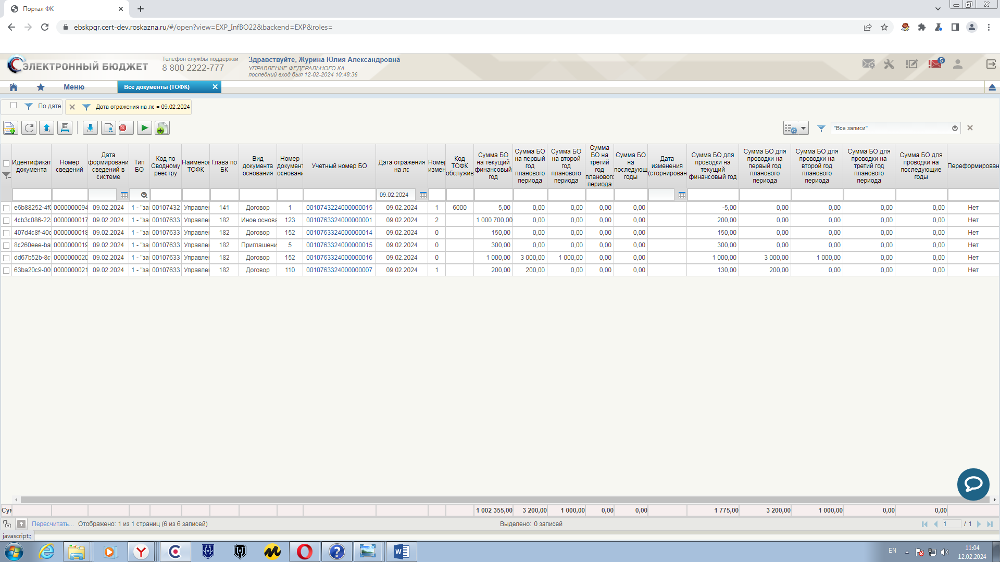 Портал ФК
ebskpgr.cert-dev.roskazna.ru/#/open?view=EXP_InfBO22&backend=EXP&roles=
ЭЛЕКТРОННЫЙ БЮДЖЕТ
Телефон службы поддержки
8 800 2222-777
Здравствуйте, Журина Юлия Александровна
УПРАВЛЕНИЕ ФЕДЕРАЛЬНОГО КА...
последний вход был 12-02-2024 10:48:36
5
Меню
Все документы (ТОФК)
По дате
Дата отражения на лс = 09.02.2024
"Все записи"
Идентификат документа
Номер сведений
Дата формировани сведений в системе
Тип БО
Код по Сводному реестру
Наименов ТОФК
Глава по БК
Вид документа основания
Номер документ основани
Учетный номер БО
Дата отражения на лс
Номер измен
Код ТОФК обслужив
Сумма БО на текущий финансовый год
Сумма БО на первый год планового периода
Сумма БО на второй год планового периода
Сумма БО на третий год планового периода
Сумма БО на последующ годы
Дата изменения (сторнирован
Сумма БО для проводки на текущий финансовый год
Сумма БО для проводки на первый год планового периода
Сумма БО для проводки на второй год планового периода
Сумма БО для проводки на третий год планового периода
Сумма БО для проводки на последующие годы
Переформирован
09.02.2024
e6b88252-4f0 0000000094 09.02.2024 1 - "за 00107432 Управлен 141 Договор 1 0010743224000000015 09.02.2024 1 6000 5,00 0,00 0,00 0,00 0,00 -5,00 0,00 0,00 0,00 0,00 Нет
4cb3c086-22 0000000017 09.02.2024 1 - "за 00107633 Управлен 182 Иное основа 123 0010763324000000001 09.02.2024 2 1 000 700,00 0,00 0,00 0,00 0,00 200,00 0,00 0,00 0,00 0,00 Нет
407d4c8f-40c 0000000018 09.02.2024 1 - "за 00107633 Управлен 182 Договор 152 0010763324000000014 09.02.2024 0 150,00 0,00 0,00 0,00 0,00 150,00 0,00 0,00 0,00 0,00 Нет
8c260eee-ba 0000000019 09.02.2024 1 - "за 00107633 Управлен 182 Приглашени 5 0010763324000000015 09.02.2024 0 300,00 0,00 0,00 0,00 0,00 300,00 0,00 0,00 0,00 0,00 Нет
dd67b52b-8c 0000000020 09.02.2024 1 - "за 00107633 Управлен 182 Договор 152 0010763324000000016 09.02.2024 0 1 000,00 3 000,00 1 000,00 0,00 0,00 1 000,00 3 000,00 1 000,00 0,00 0,00 Нет
63ba20c9-00 0000000021 09.02.2024 1 - "за 00107633 Управлен 182 Договор 110 0010763324000000007 09.02.2024 1 200,00 200,00 0,00 0,00 0,00 130,00 200,00 0,00 0,00 0,00 Нет
Сум 1 002 355,00 3 200,00 1 000,00 0,00 0,00 1 775,00 3 200,00 1 000,00 0,00 0,00
Пересчитать... Отображено: 1 из 1 страниц (6 из 6 записей) Выделено: 0 записей 1 / 1
javascript:;
EN
11:04
12.02.2024